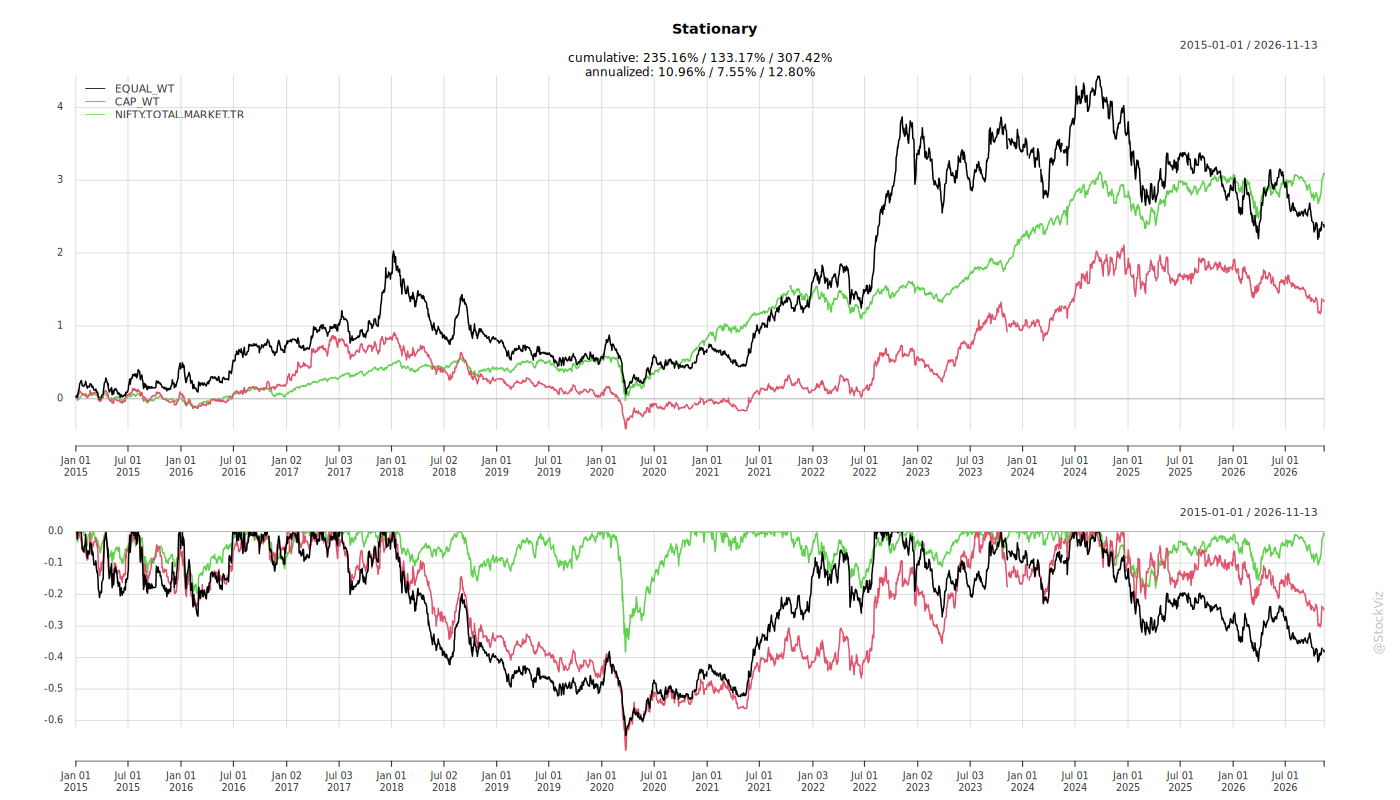 Stationary
2015-01-01 / 2026-11-13
cumulative: 235.16% / 133.17% / 307.42%
annualized: 10.96% / 7.55% / 12.80%
EQUAL_WT
CAP_WT
NIFTY.TOTAL.MARKET.TR
4
3
2
1
0
Jan 01 Jul 01 Jan 01 Jul 01 Jan 02 Jul 03 Jan 01 Jul 02 Jan 01 Jul 01 Jan 01 Jul 01 Jan 01 Jul 01 Jan 03 Jul 01 Jan 02 Jul 03 Jan 01 Jul 01 Jan 01 Jul 01 Jan 01 Jul 01
2015 2015 2016 2016 2017 2017 2018 2018 2019 2019 2020 2020 2021 2021 2022 2022 2023 2023 2024 2024 2025 2025 2026 2026
2015-01-01 / 2026-11-13
0.0
-0.1
-0.2
-0.3
-0.4
-0.5
-0.6
Jan 01 Jul 01 Jan 01 Jul 01 Jan 02 Jul 03 Jan 01 Jul 02 Jan 01 Jul 01 Jan 01 Jul 01 Jan 01 Jul 01 Jan 03 Jul 01 Jan 02 Jul 03 Jan 01 Jul 01 Jan 01 Jul 01 Jan 01 Jul 01
2015 2015 2016 2016 2017 2017 2018 2018 2019 2019 2020 2020 2021 2021 2022 2022 2023 2023 2024 2024 2025 2025 2026 2026
@StockViz